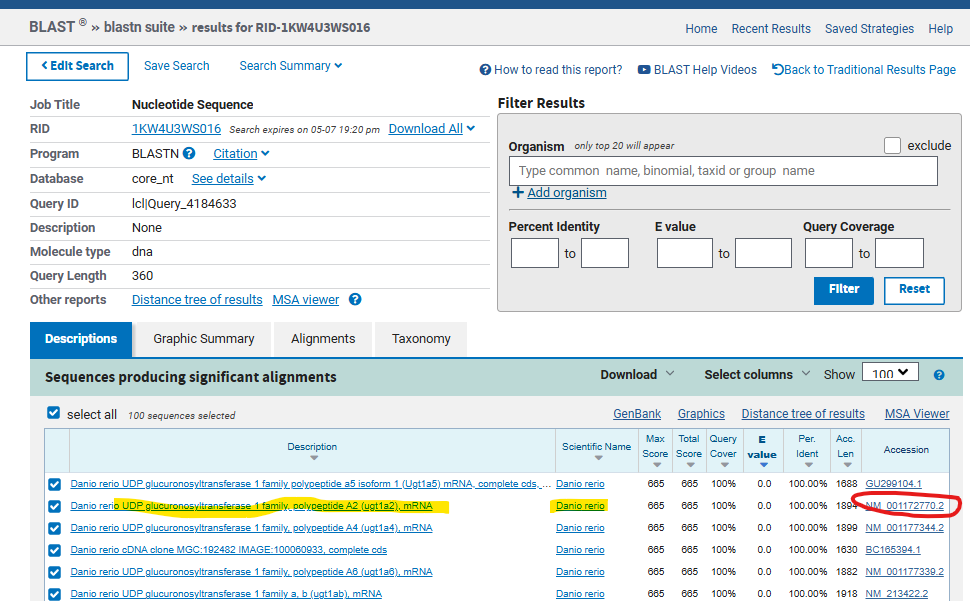 BLAST ® » blastn suite » results for RID-1KW4U3WS016
Home Recent Results Saved Strategies Help
Edit Search Save Search Search Summary
How to read this report? BLAST Help Videos Back to Traditional Results Page
Job Title Nucleotide Sequence
RID 1KW4U3WS016 Search expires on 05-07 19:20 pm Download All
Program BLASTN Citation
Database core_nt See details
Query ID lcl|Query_4184633
Description None
Molecule type dna
Query Length 360
Other reports Distance tree of results MSA viewer
Filter Results
Organism only top 20 will appear exclude
Type common name, binomial, taxid or group name
Add organism
Percent Identity E value Query Coverage
to to to
Filter Reset
Descriptions Graphic Summary Alignments Taxonomy
Sequences producing significant alignments Download Select columns Show 100
select all 100 sequences selected GenBank Graphics Distance tree of results MSA Viewer
Description Scientific Name Max Score Total Score Query Cover E value Per. Ident Acc. Len Accession
Danio rerio UDP glucuronosyltransferase 1 family polypeptide a5 isoform 1 (Ugt1a5) mRNA, complete cds, ... Danio rerio 665 665 100% 0.0 100.00% 1688 GU299104.1
Danio rerio UDP glucuronosyltransferase 1 family, polypeptide A2 (ugt1a2), mRNA Danio rerio 665 665 100% 0.0 100.00% 1894 NM_001172770.2
Danio rerio UDP glucuronosyltransferase 1 family, polypeptide A4 (ugt1a4), mRNA Danio rerio 665 665 100% 0.0 100.00% 1899 NM_001177344.2
Danio rerio cDNA clone MGC:192482 IMAGE:100060933, complete cds Danio rerio 665 665 100% 0.0 100.00% 1630 BC165394.1
Danio rerio UDP glucuronosyltransferase 1 family, polypeptide A6 (ugt1a6), mRNA Danio rerio 665 665 100% 0.0 100.00% 1882 NM_001177339.2
Danio rerio UDP glucuronosyltransferase 1 family a, b (ugt1ab), mRNA Danio rerio 665 665 100% 0.0 100.00% 1918 NM_213422.2